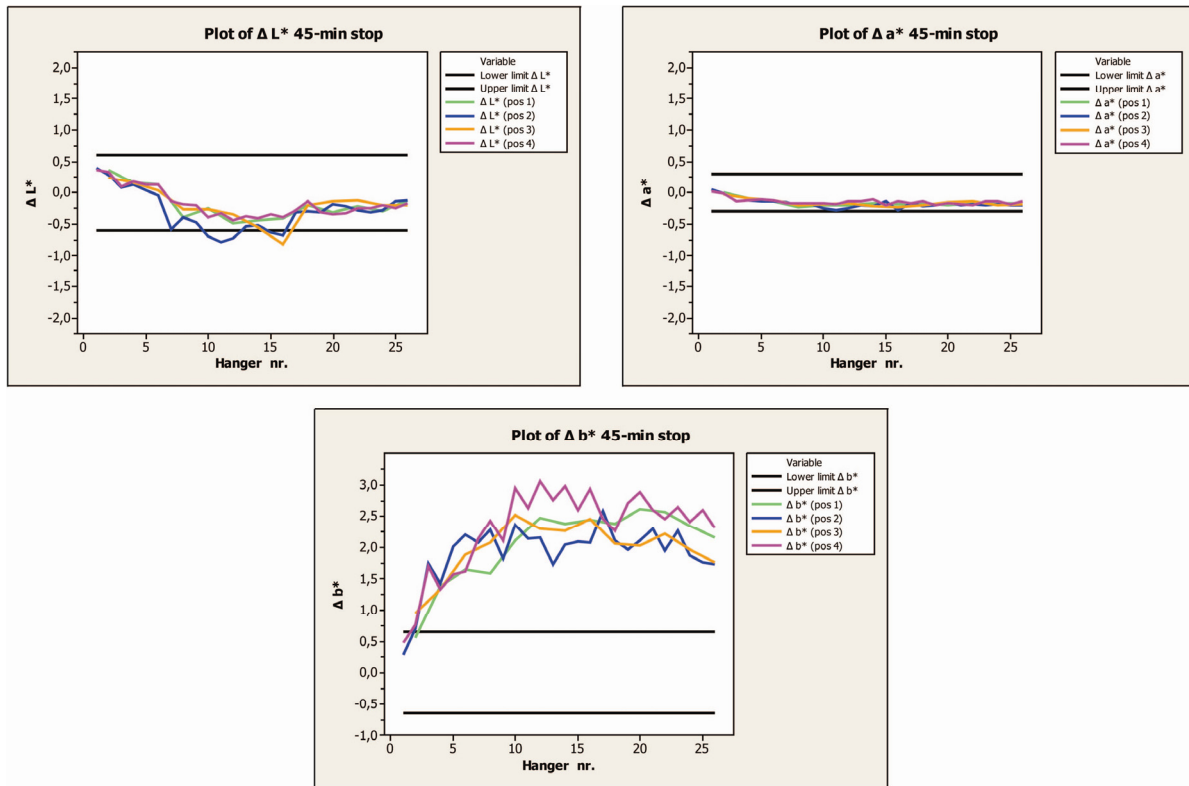 Plot of Δ L* 45-min stop
2,0
1,5
1,0
0,5
0,0
-0,5
-1,0
-1,5
-2,0
Δ L*
0 5 10 15 20 25
Hanger nr.
Variable
Lower limit Δ L*
Upper limit Δ L*
Δ L* (pos 1)
Δ L* (pos 2)
Δ L* (pos 3)
Δ L* (pos 4)
Plot of Δ a* 45-min stop
2,0
1,5
1,0
0,5
0,0
-0,5
-1,0
-1,5
-2,0
Δ a*
0 5 10 15 20 25
Hanger nr.
Variable
Lower limit Δ a*
Upper limit Δ a*
Δ a* (pos 1)
Δ a* (pos 2)
Δ a* (pos 3)
Δ a* (pos 4)
Plot of Δ b* 45-min stop
3,0
2,5
2,0
1,5
1,0
0,5
0,0
-0,5
-1,0
Δ b*
0 5 10 15 20 25
Hanger nr.
Variable
Lower limit Δ b*
Upper limit Δ b*
Δ b* (pos 1)
Δ b* (pos 2)
Δ b* (pos 3)
Δ b* (pos 4)